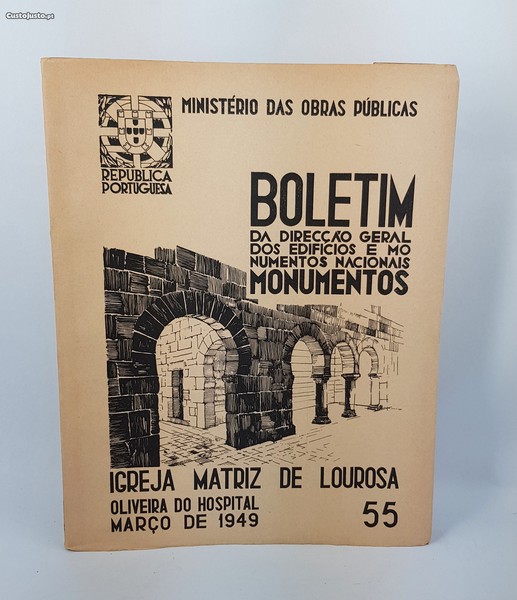 CustoJusto.pt
MINISTÉRIO DAS OBRAS PÚBLICAS
REPÚBLICA
PORTUGUESA
BOLETIM
DA DIRECÇÃO GERAL
DOS EDIFÍCIOS E MO
NUMENTOS NACIONAIS
MONUMENTOS
IGREJA MATRIZ DE LOUROSA
OLIVEIRA DO HOSPITAL
MARÇO DE 1949
55